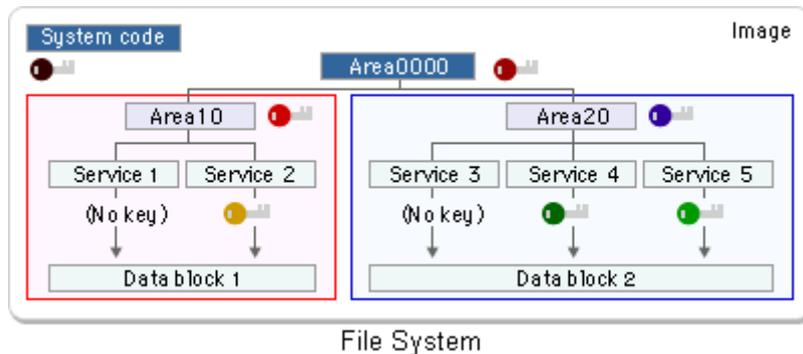 System code
Image
Area0000
Area10
Area20
Service 1
Service 2
Service 3
Service 4
Service 5
(No key)
(No key)
Data block 1
Data block 2
File System